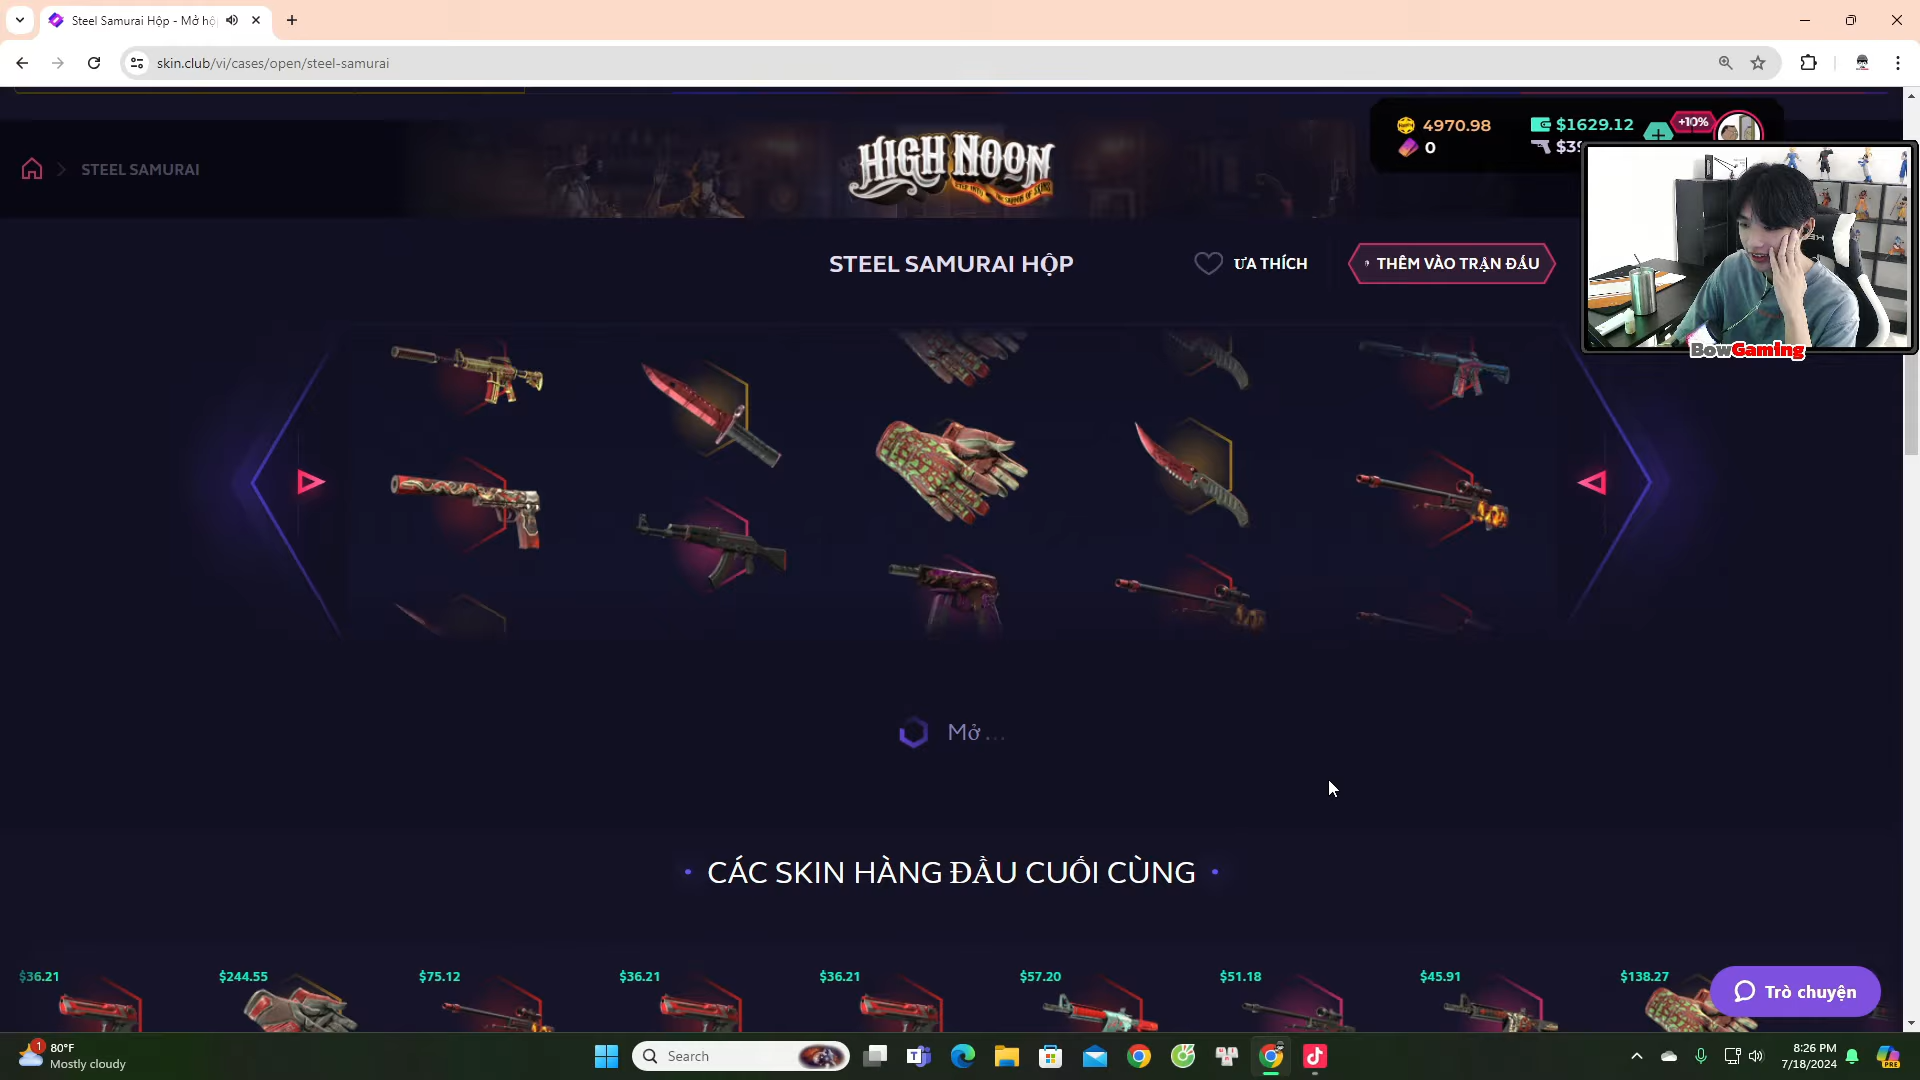 Steel Samurai Hộp - Mở hộ
skin.club/vi/cases/open/steel-samurai
STEEL SAMURAI
HIGH NOON
4970.98
$1629.12
+10%
0
STEEL SAMURAI HỘP
ƯA THÍCH
THÊM VÀO TRẬN ĐẤU
BowGaming
Mở ...
CÁC SKIN HÀNG ĐẦU CUỐI CÙNG
$36.21
$244.55
$75.12
$36.21
$36.21
$57.20
$51.18
$45.91
$138.27
Trò chuyện
1
80°F
Mostly cloudy
Search
8:26 PM
7/18/2024
PRE